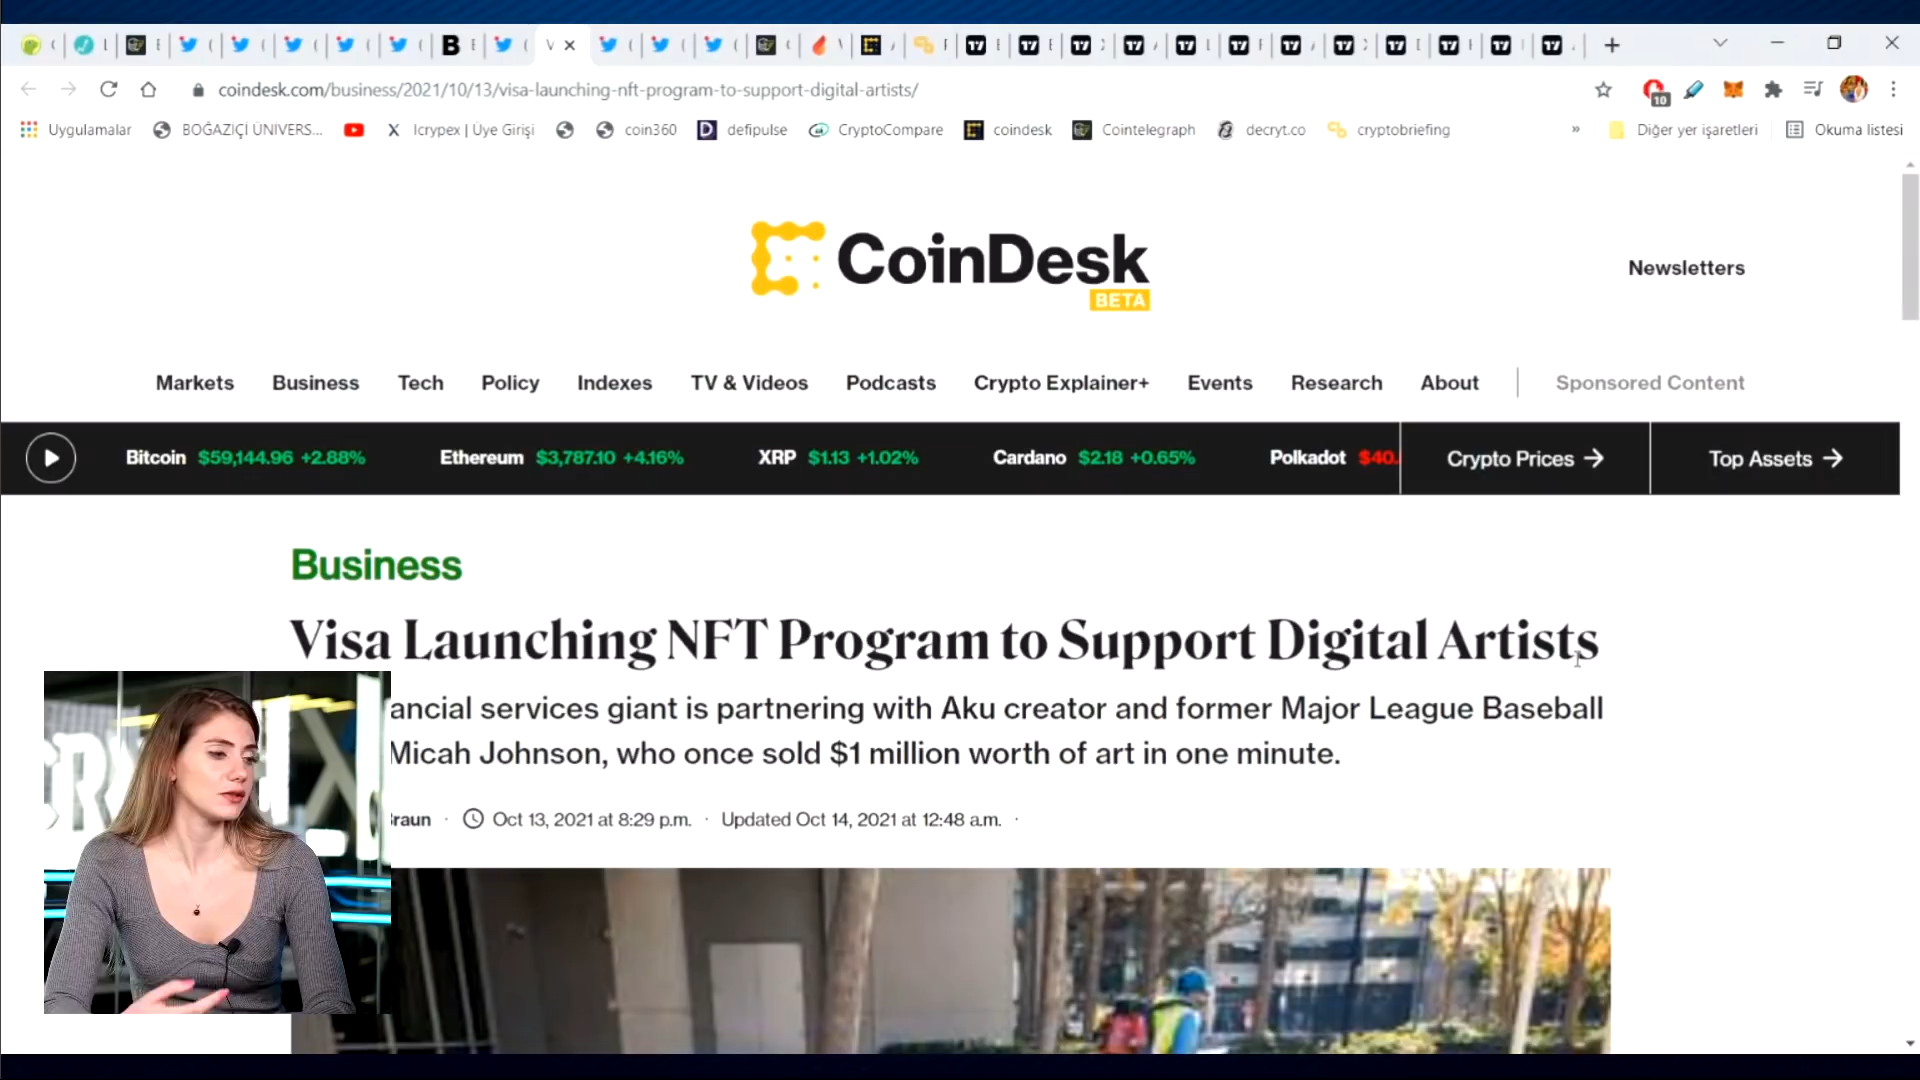 coindesk.com/business/2021/10/13/visa-launching-nft-program-to-support-digital-artists/
10
Uygulamalar BOĞAZİÇİ ÜNİVERS... Icrypex | Üye Girişi coin360 defipulse CryptoCompare coindesk Cointelegraph decryt.co cryptobriefing » Diğer yer işaretleri Okuma listesi
CoinDesk
BETA
Newsletters
Markets Business Tech Policy Indexes TV & Videos Podcasts Crypto Explainer+ Events Research About Sponsored Content
Bitcoin $59,144.96 +2.88% Ethereum $3,787.10 +4.16% XRP $1.13 +1.02% Cardano $2.18 +0.65% Polkadot $40. Crypto Prices → Top Assets →
Business
Visa Launching NFT Program to Support Digital Artists
ancial services giant is partnering with Aku creator and former Major League Baseball
Micah Johnson, who once sold $1 million worth of art in one minute.
raun · Oct 13, 2021 at 8:29 p.m. · Updated Oct 14, 2021 at 12:48 a.m. ·